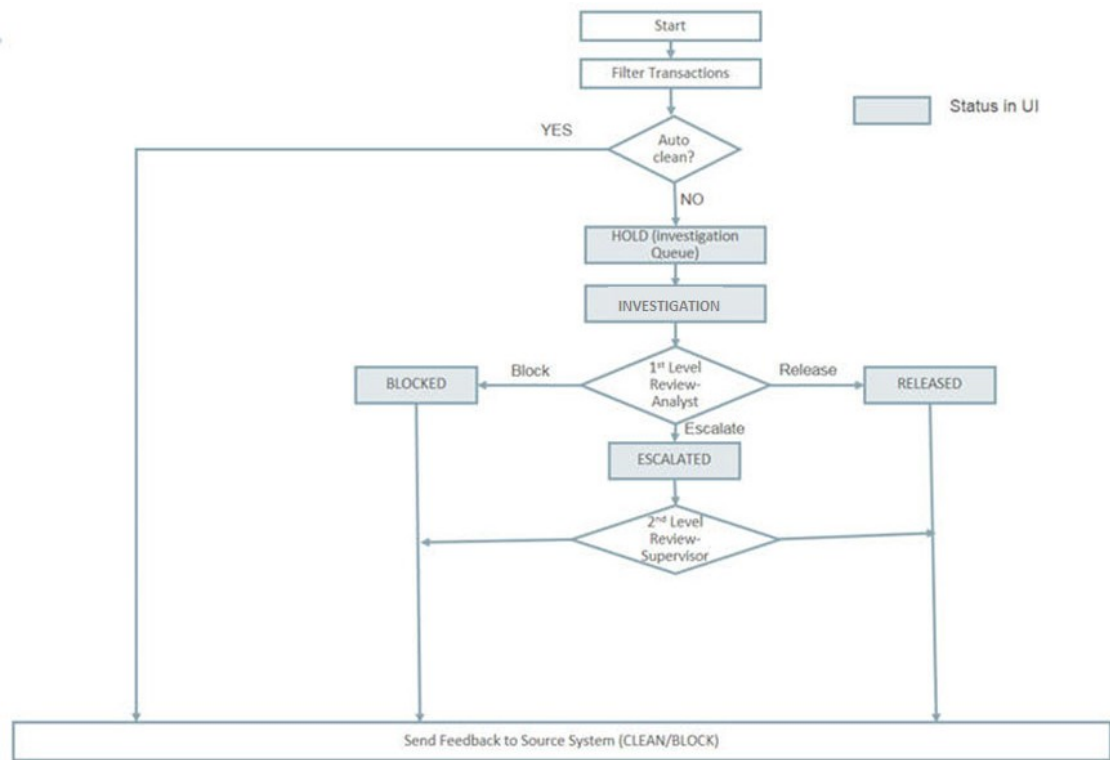 Start
Filter Transactions
Status in UI
YES
Auto
clean?
NO
HOLD (investigation
Queue)
INVESTIGATION
BLOCKED
Block
1st Level
Review-
Analyst
Release
RELEASED
Escalate
ESCALATED
2nd Level
Review-
Supervisor
Send Feedback to Source System (CLEAN/BLOCK)